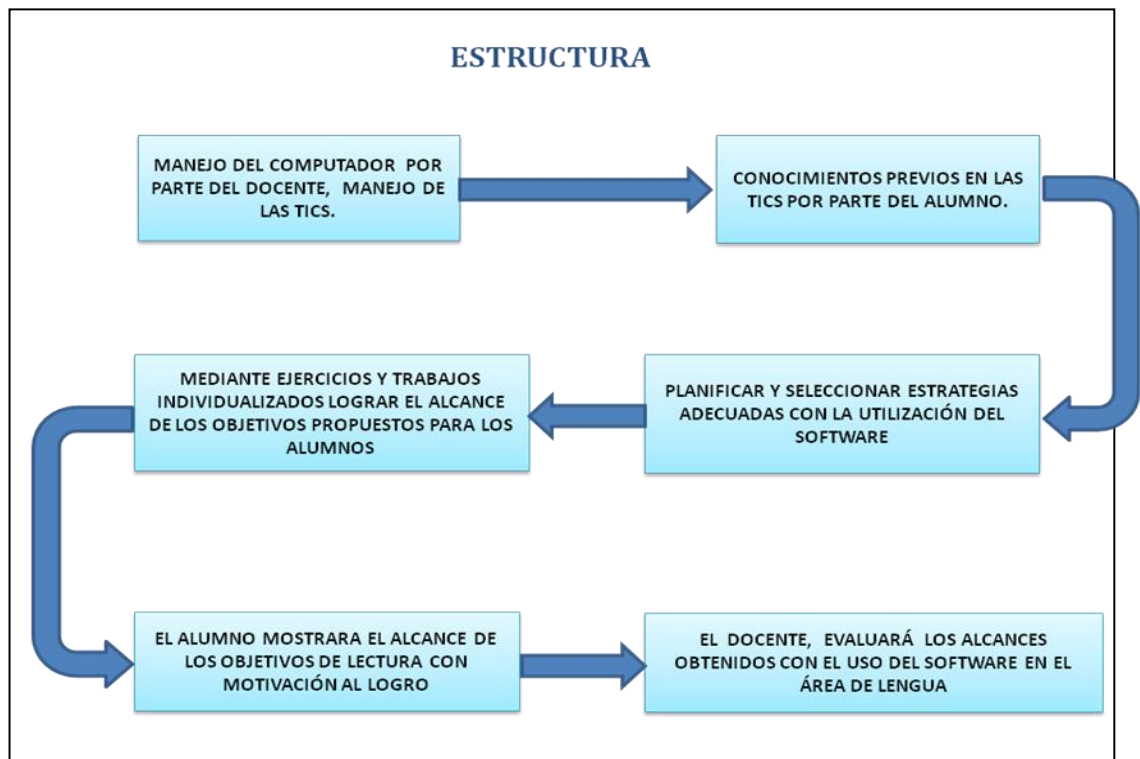 ESTRUCTURA
MANEJO DEL COMPUTADOR POR
PARTE DEL DOCENTE, MANEJO DE
LAS TICS.
CONOCIMIENTOS PREVIOS EN LAS
TICS POR PARTE DEL ALUMNO.
PLANIFICAR Y SELECCIONAR ESTRATEGIAS
ADECUADAS CON LA UTILIZACIÓN DEL
SOFTWARE
MEDIANTE EJERCICIOS Y TRABAJOS
INDIVIDUALIZADOS LOGRAR EL ALCANCE
DE LOS OBJETIVOS PROPUESTOS PARA LOS
ALUMNOS
EL ALUMNO MOSTRARA EL ALCANCE DE
LOS OBJETIVOS DE LECTURA CON
MOTIVACIÓN AL LOGRO
EL DOCENTE, EVALUARÁ LOS ALCANCES
OBTENIDOS CON EL USO DEL SOFTWARE EN EL
ÁREA DE LENGUA